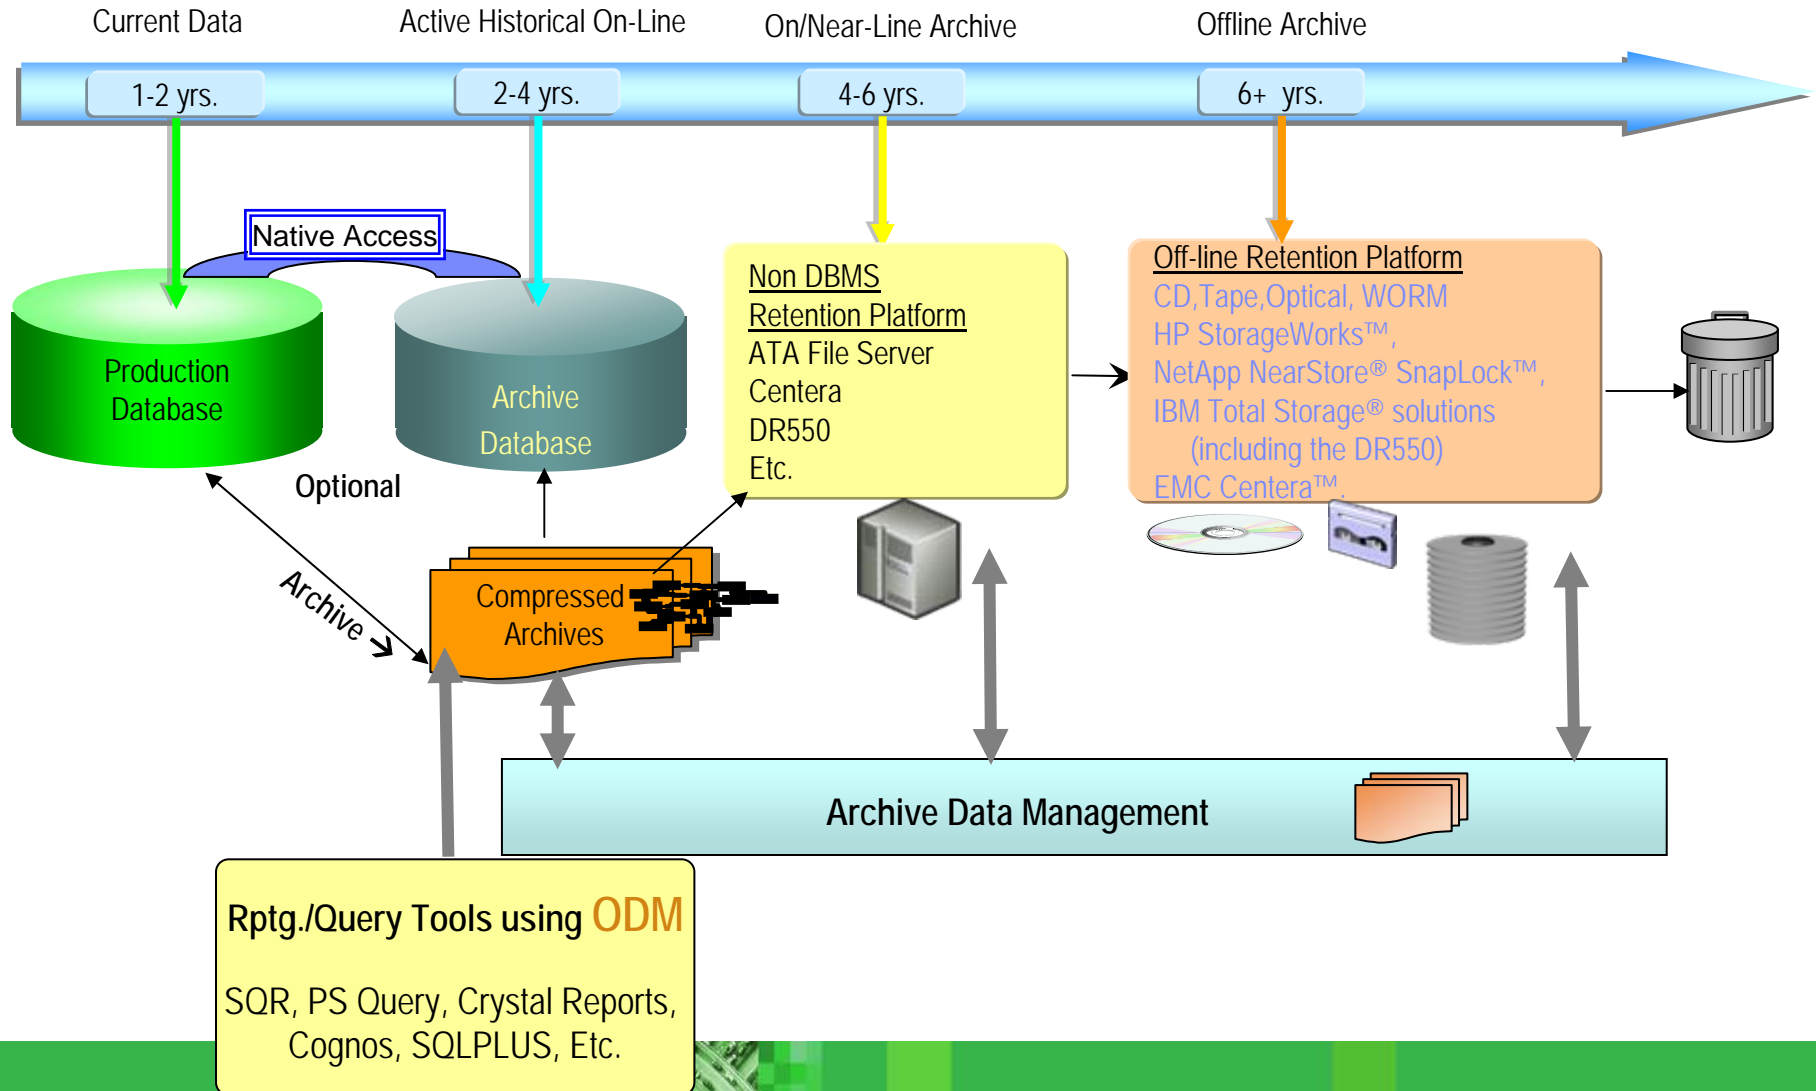 Current Data
Active Historical On-Line
On/Near-Line Archive
Offline Archive
1-2 yrs.
2-4 yrs.
4-6 yrs.
6+ yrs.
Native Access
Production
Database
Archive
Database
Non DBMS
Retention Platform
ATA File Server
Centera
DR550
Etc.
Off-line Retention Platform
CD,Tape,Optical, WORM
HP StorageWorks™,
NetApp NearStore® SnapLock™,
IBM Total Storage® solutions
(including the DR550)
EMC Centera™.
Optional
Archive →
Compressed
Archives
Archive Data Management
Rptg./Query Tools using ODM
SQR, PS Query, Crystal Reports,
Cognos, SQLPLUS, Etc.